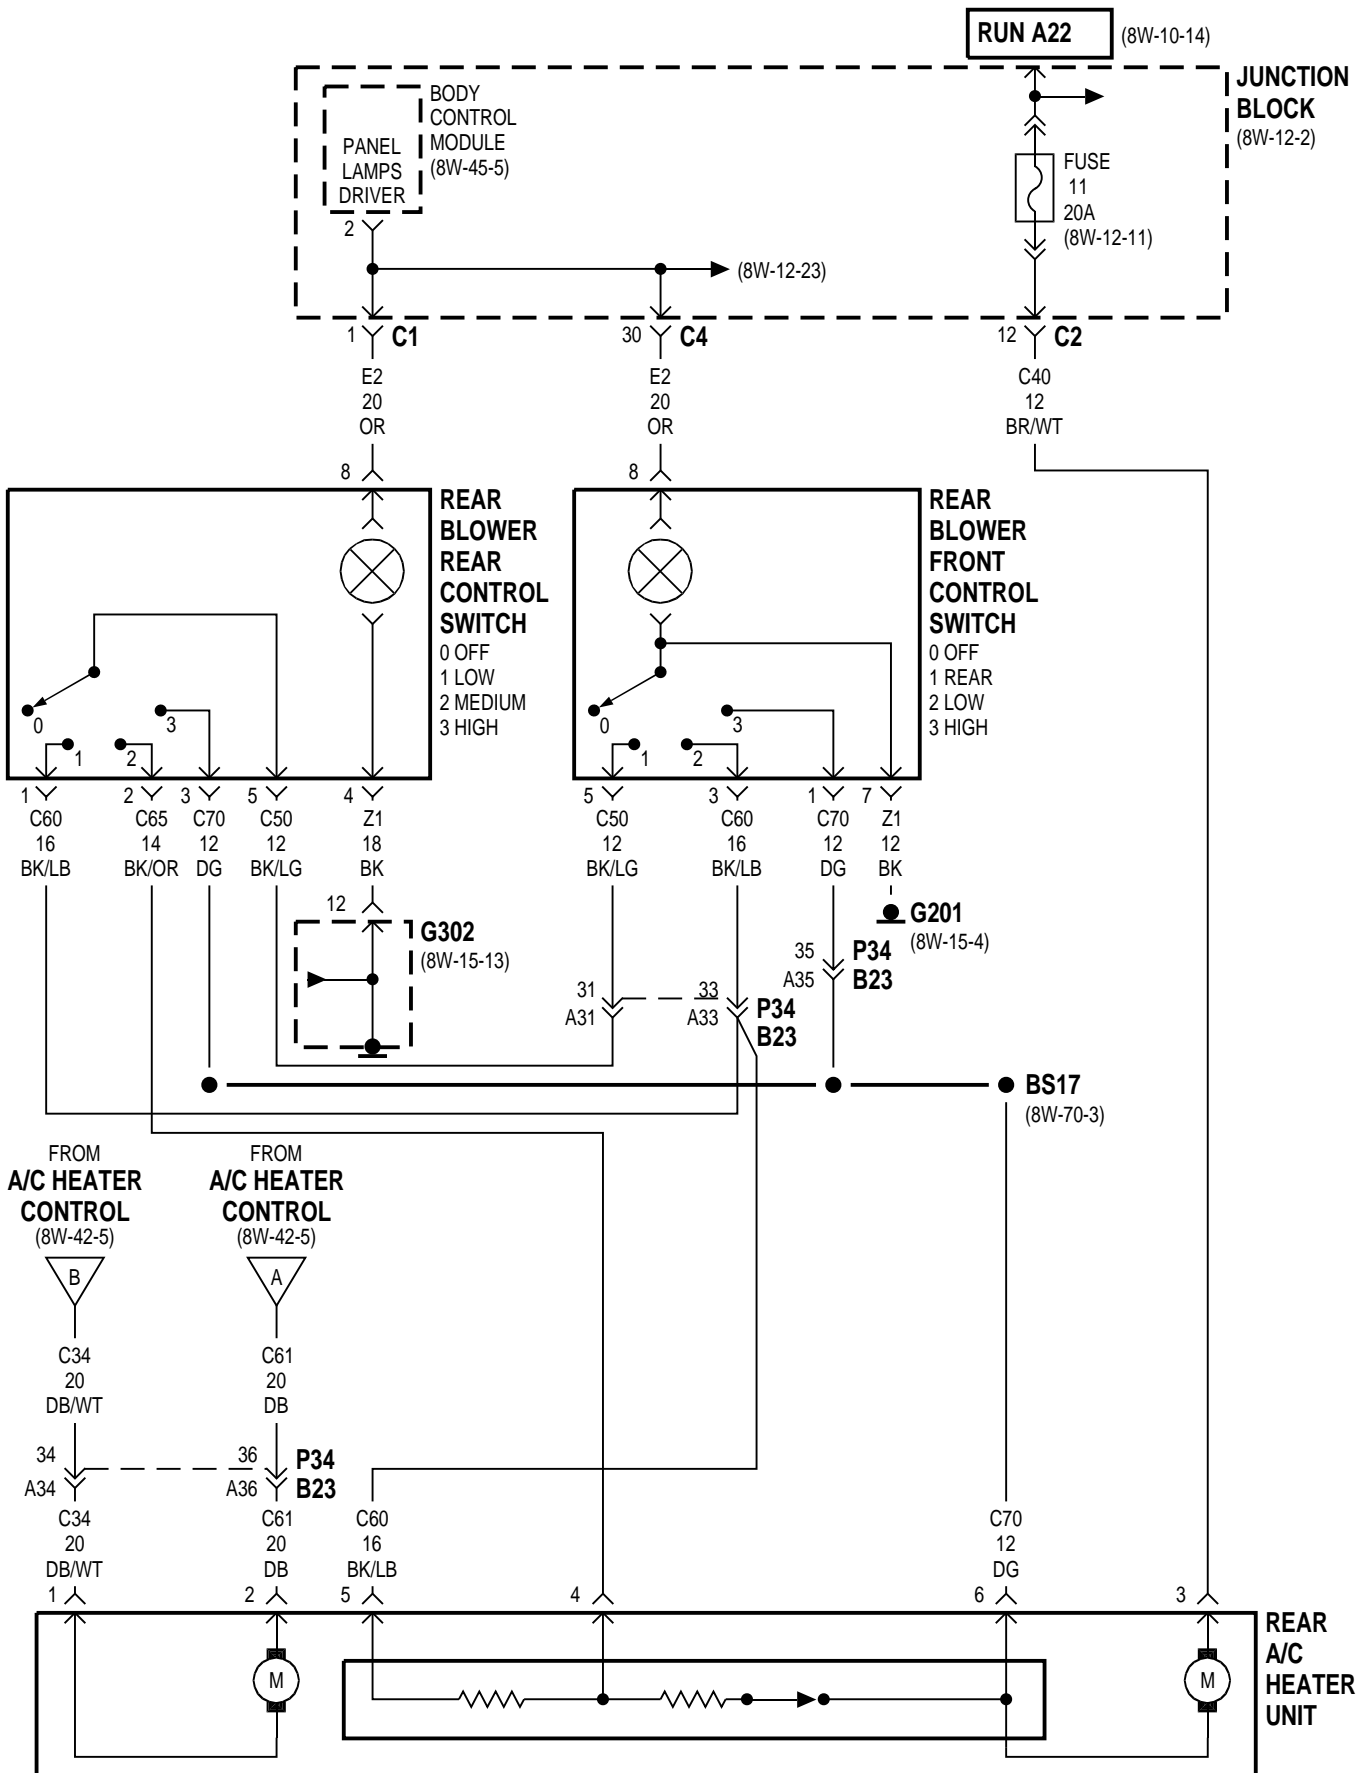 RUN A22
(8W-10-14)
JUNCTION
BLOCK
(8W-12-2)
BODY
CONTROL
MODULE
(8W-45-5)
PANEL
LAMPS
DRIVER
2
FUSE
11
20A
(8W-12-11)
(8W-12-23)
1 C1
30 C4
12 C2
E2
20
OR
E2
20
OR
C40
12
BR/WT
8
8
REAR
BLOWER
REAR
CONTROL
SWITCH
0 OFF
1 LOW
2 MEDIUM
3 HIGH
REAR
BLOWER
FRONT
CONTROL
SWITCH
0 OFF
1 REAR
2 LOW
3 HIGH
0
1
2
3
0
1
2
3
1
C60
16
BK/LB
2
C65
14
BK/OR
3
C70
12
DG
5
C50
12
BK/LG
4
Z1
18
BK
5
C50
12
BK/LG
3
C60
16
BK/LB
1
C70
12
DG
7
Z1
12
BK
12
G302
(8W-15-13)
G201
(8W-15-4)
35 P34
A35 B23
31
A31
33 P34
A33 B23
BS17
(8W-70-3)
FROM
A/C HEATER
CONTROL
(8W-42-5)
B
FROM
A/C HEATER
CONTROL
(8W-42-5)
A
C34
20
DB/WT
C61
20
DB
34
A34
36 P34
A36 B23
C34
20
DB/WT
C61
20
DB
C60
16
BK/LB
C70
12
DG
1
2
5
4
6
3
M
M
REAR
A/C
HEATER
UNIT